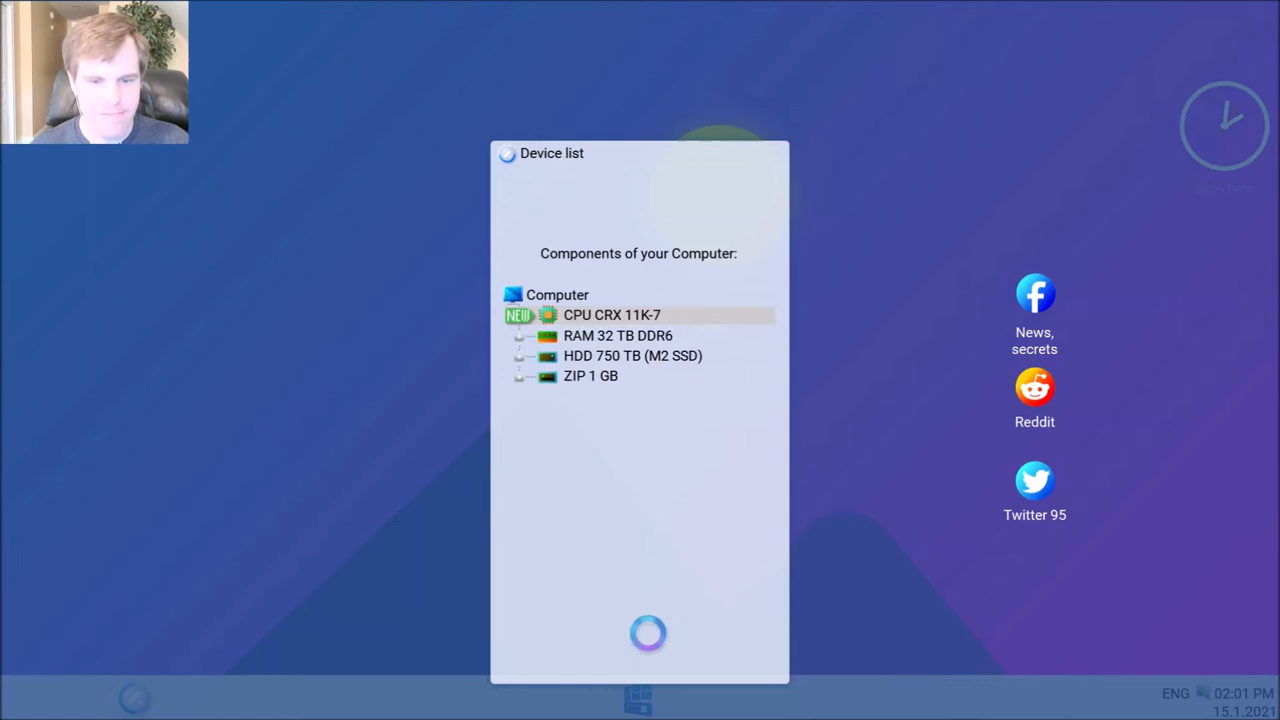 Device list
Components of your Computer:
Computer
NEW CPU CRX 11K-7
RAM 32 TB DDR6
HDD 750 TB (M2 SSD)
ZIP 1 GB
News,
secrets
Reddit
Twitter 95
ENG 02:01 PM
15.1.2021